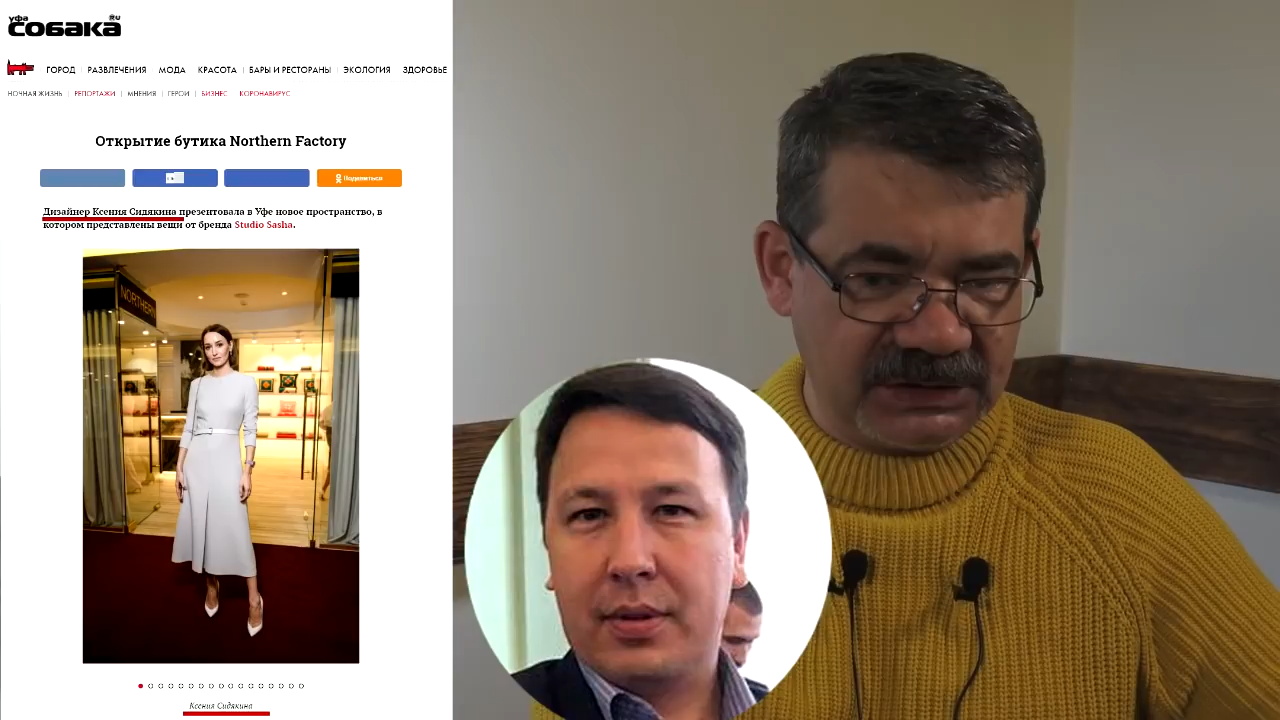 уфа
собака
RU
ГОРОД РАЗВЛЕЧЕНИЯ МОДА КРАСОТА БАРЫ И РЕСТОРАНЫ ЭКОЛОГИЯ ЗДОРОВЬЕ
НОЧНАЯ ЖИЗНЬ РЕПОРТАЖИ МНЕНИЯ ГЕРОИ БИЗНЕС КОРОНАВИРУС
Открытие бутика Northern Factory
Поделиться
Дизайнер Ксения Сидякина презентовала в Уфе новое пространство, в
котором представлены вещи от бренда Studio Sasha.
NORTHERN
Ксения Сидякина